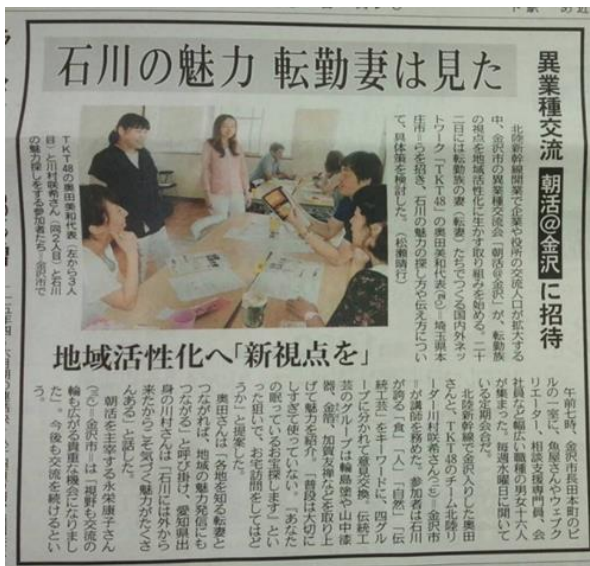 石川の魅力 転勤妻は見た
異業種交流 朝活@金沢 に招待
北陸新幹線開業で企業や役所の交流人口が拡大する
中、金沢市の異業種交流会「朝活@金沢」が、転勤族
の視点を地域活性化に生かす取り組みを始める。二十
二日には転勤族の妻(転妻)たちでつくる国内外ネッ
トワーク「TKT48」の奥田美和代表=埼玉県本
庄市=らを招き、石川の魅力の探し方や伝え方につい
て、具体策を検討した。(松瀬晴行)
TKT48の奥田美和代表(左から3人
目)と川村咲希さん(同2人目)と石川
の魅力探しをする参加者たち=金沢市で
地域活性化へ「新視点を」
午前七時、金沢市長田本町のビ
ルの一室に、魚屋さんやウェブク
リエーター、相談支援専門員、会
社員など幅広い職種の男女十六人
が集まった。毎週水曜日に開いて
いる定期会合だ。
北陸新幹線で金沢入りした奥田
さんと、TKT48のチーム北陸リ
ーダー川村咲希さん=金沢市
=が講師を務めた。参加者は石川
が誇る「食」「人」「自然」「伝
統工芸」をキーワードに、四グル
ープに分かれて意見交換。伝統工
芸のグループは輪島塗や山中漆
器、金箔、加賀友禅などを取り上
げて魅力を紹介。「普段は大切に
しすぎて使っていない。『あなた
の眠っているお宝探します』とい
った狙いで、お宅訪問をしてはど
うか」と提案した。
奥田さんは「各地を知る転妻と
つながれば、地域の魅力発信にも
つながる」と呼び掛け、愛知県出
身の川村さんは「石川には外から
来たからこそ気づく魅力がたくさ
んある」と話した。
朝活を主宰する永栄康子さん
=金沢市=は「視野も交流の
輪も広がる貴重な機会になりまし
た」。今後も交流を続けるとい
う。